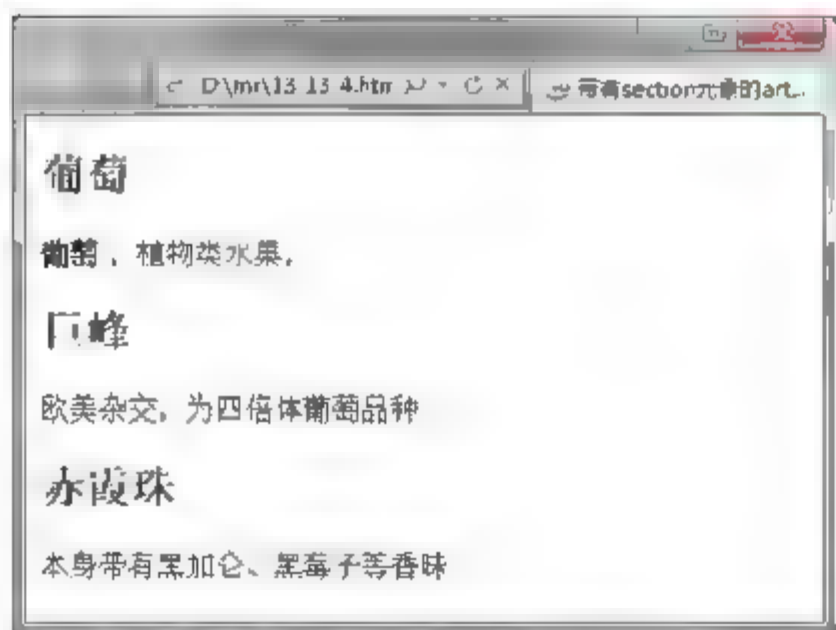 D:\mr\13-13-4.htm
带有section元素的art...
葡萄
葡萄，植物类水果。
巨峰
欧美杂交，为四倍体葡萄品种
赤霞珠
本身带有黑加仑、黑莓子等香味